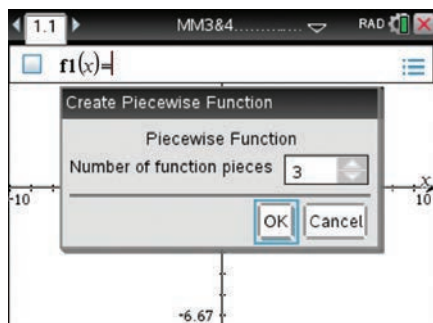 1.1 MM3&4............. RAD
f1(x)=
Create Piecewise Function
Piecewise Function
Number of function pieces 3
OK Cancel
x
-10 10
-6.67